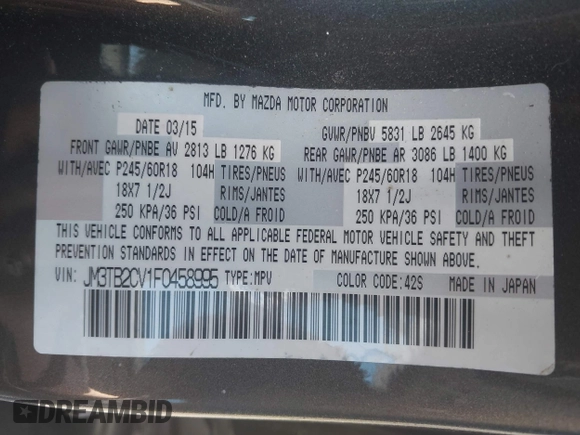 MFD. BY MAZDA MOTOR CORPORATION
DATE 03/15 GVWR/PNBV 5831 LB 2645 KG
FRONT GAWR/PNBE AV 2813 LB 1276 KG REAR GAWR/PNBE AR 3086 LB 1400 KG
WITH/AVEC P245/60R18 104H TIRES/PNEUS WITH/AVEC P245/60R18 104H TIRES/PNEUS
18X7 1/2J RIMS/JANTES 18X7 1/2J RIMS/JANTES
250 KPA/36 PSI COLD/A FROID 250 KPA/36 PSI COLD/A FROID
THIS VEHICLE CONFORMS TO ALL APPLICABLE FEDERAL MOTOR VEHICLE SAFETY AND THEFT
PREVENTION STANDARDS IN EFFECT ON THE DATE OF MANUFACTURE SHOWN ABOVE.
VIN: JM3TB2CV1F0458995 TYPE:MPV COLOR CODE:42S MADE IN JAPAN
DREAMBID